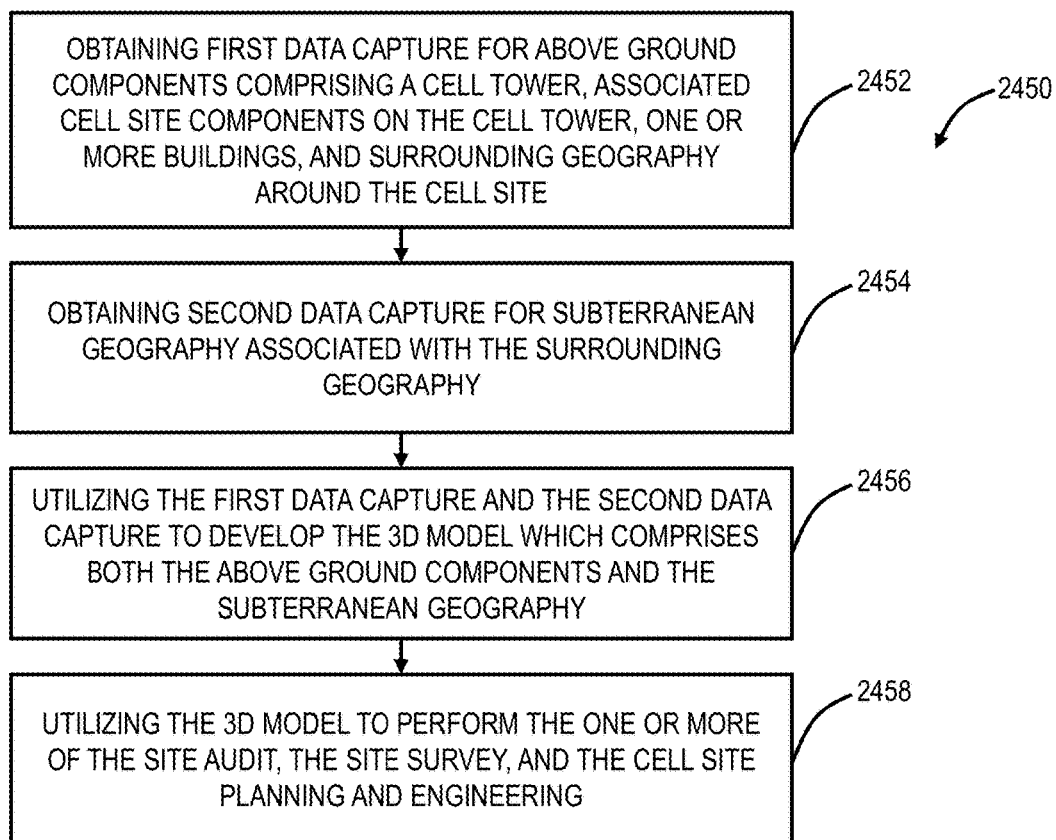 OBTAINING FIRST DATA CAPTURE FOR ABOVE GROUND
COMPONENTS COMPRISING A CELL TOWER, ASSOCIATED
CELL SITE COMPONENTS ON THE CELL TOWER, ONE OR
MORE BUILDINGS, AND SURROUNDING GEOGRAPHY
AROUND THE CELL SITE
2452
2450
OBTAINING SECOND DATA CAPTURE FOR SUBTERRANEAN
GEOGRAPHY ASSOCIATED WITH THE SURROUNDING
GEOGRAPHY
2454
UTILIZING THE FIRST DATA CAPTURE AND THE SECOND DATA
CAPTURE TO DEVELOP THE 3D MODEL WHICH COMPRISES
BOTH THE ABOVE GROUND COMPONENTS AND THE
SUBTERRANEAN GEOGRAPHY
2456
UTILIZING THE 3D MODEL TO PERFORM THE ONE OR MORE
OF THE SITE AUDIT, THE SITE SURVEY, AND THE CELL SITE
PLANNING AND ENGINEERING
2458